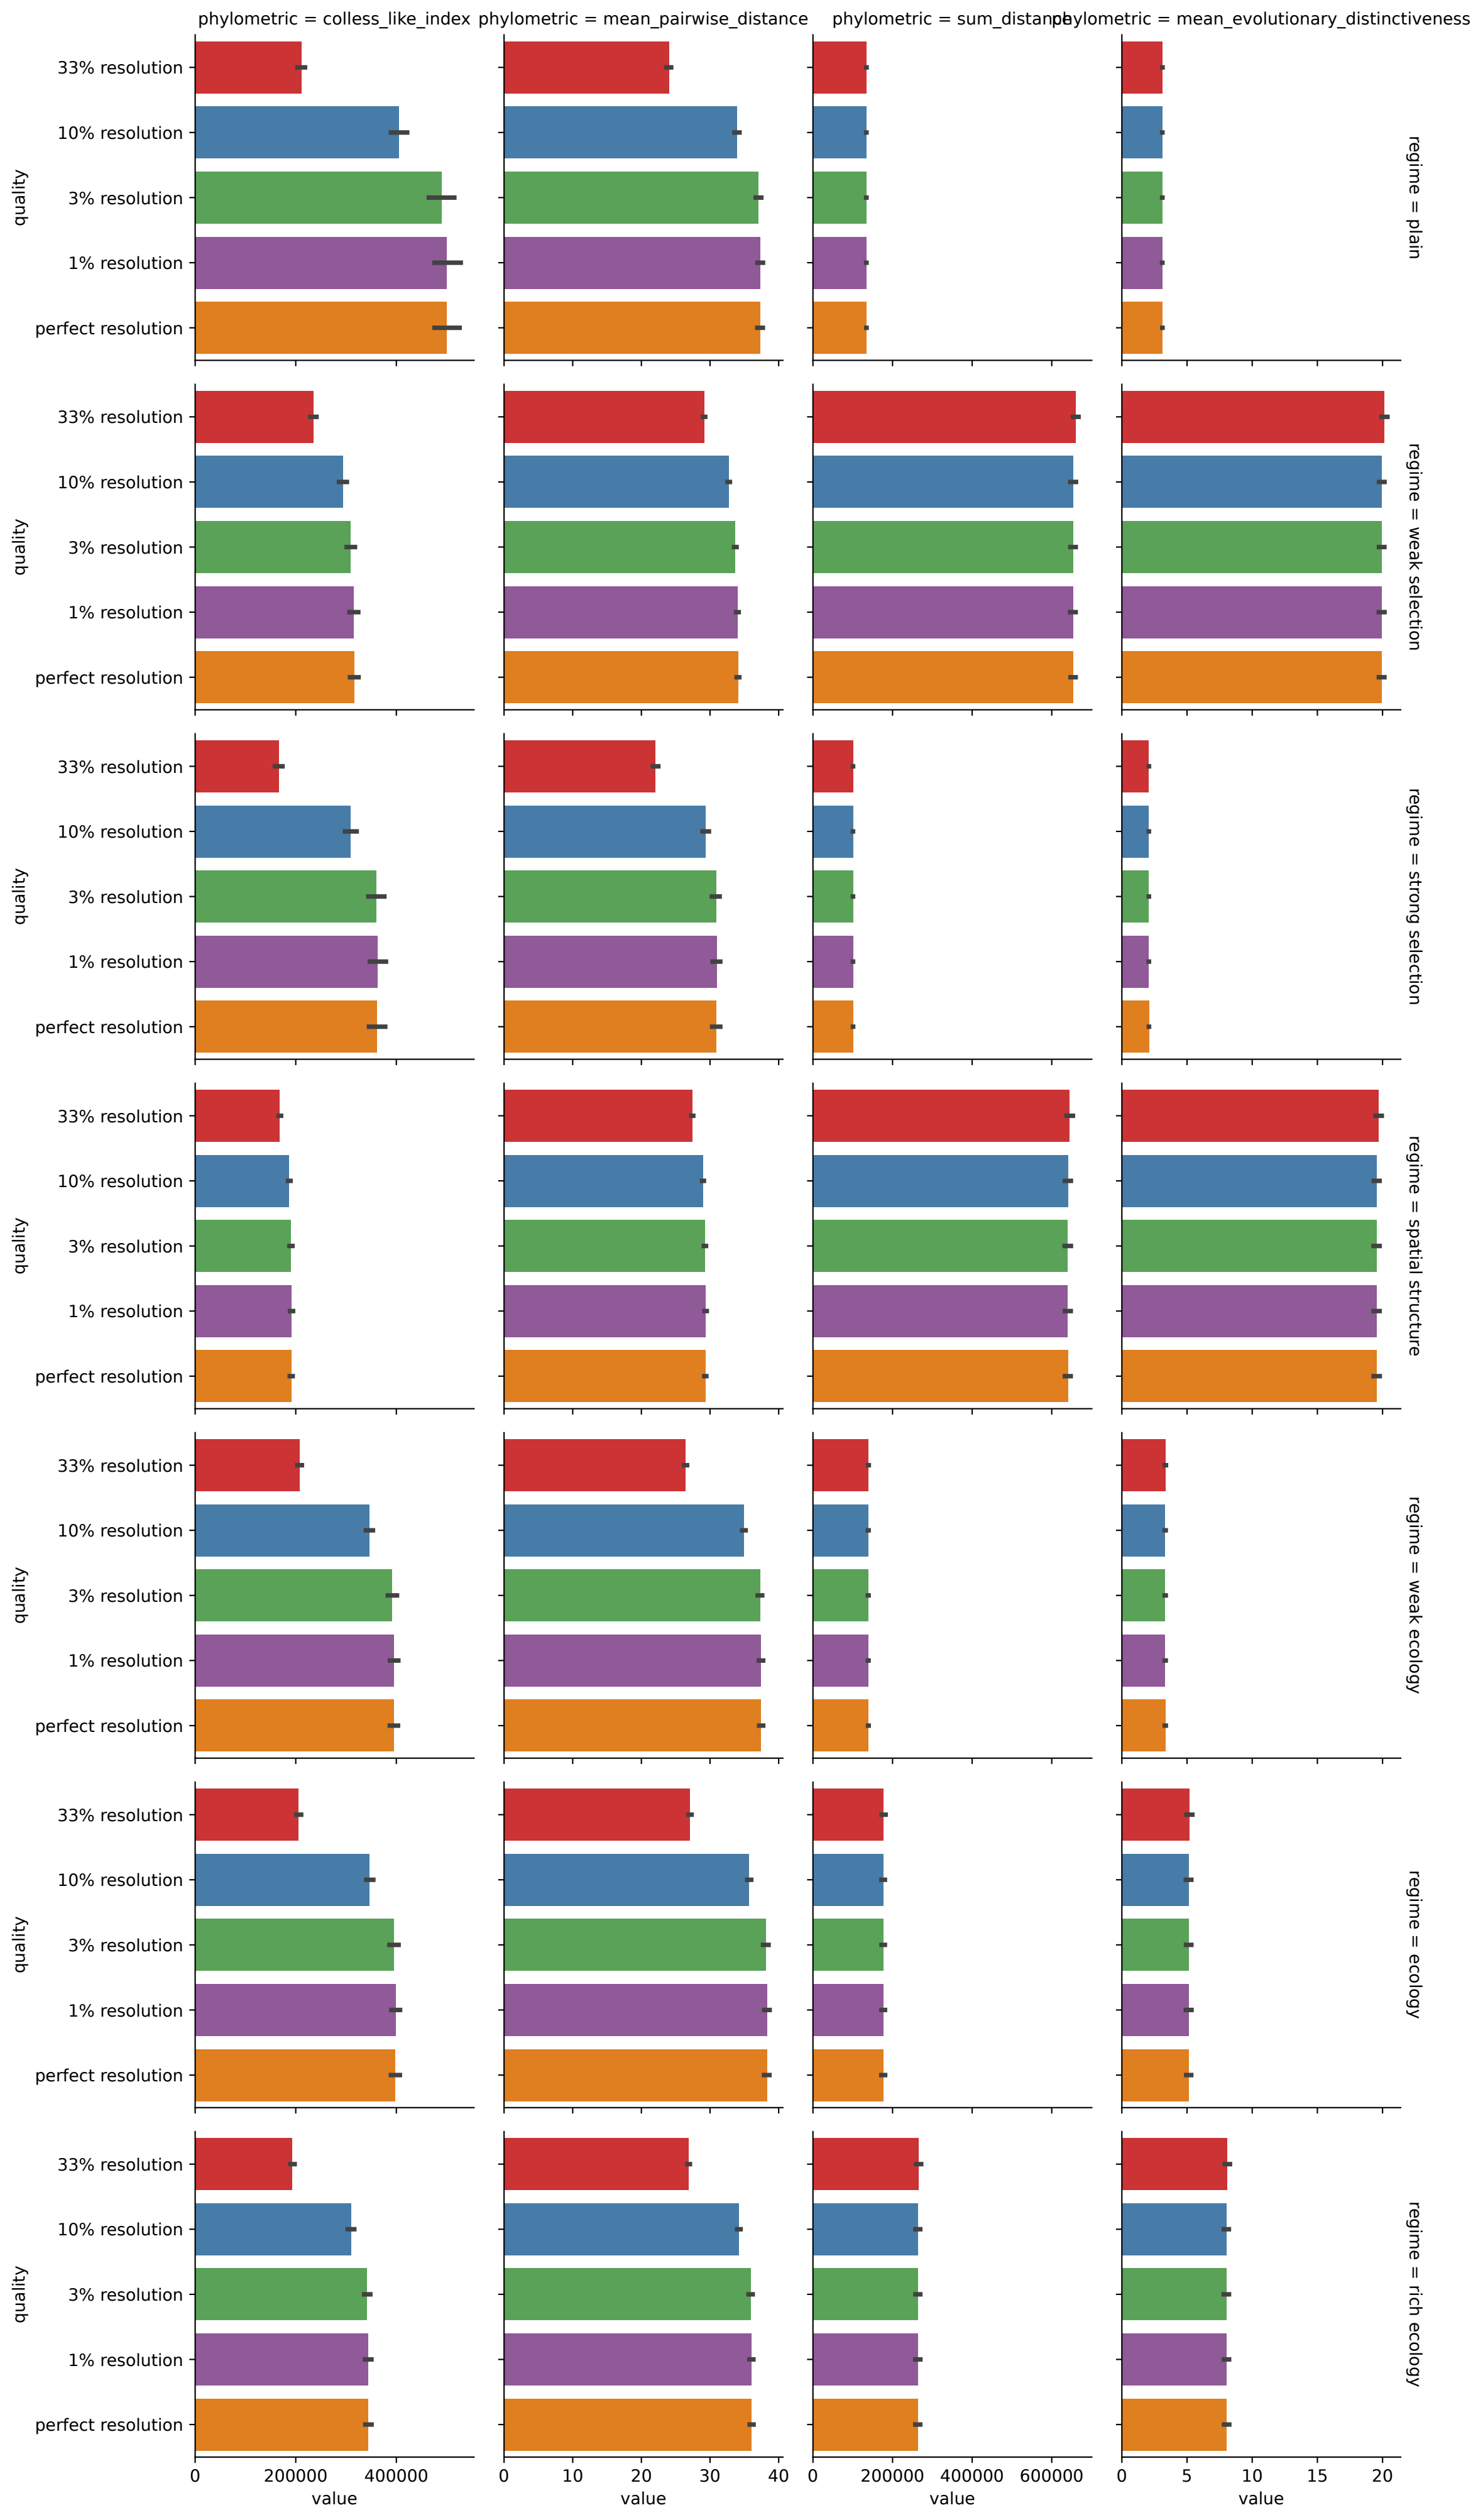 phylometric = colless_like_index
phylometric = mean_pairwise_distance
phylometric = sum_distance
phylometric = mean_evolutionary_distinctiveness
quality
33% resolution
10% resolution
3% resolution
1% resolution
perfect resolution
regime = plain
quality
33% resolution
10% resolution
3% resolution
1% resolution
perfect resolution
regime = weak selection
quality
33% resolution
10% resolution
3% resolution
1% resolution
perfect resolution
regime = strong selection
quality
33% resolution
10% resolution
3% resolution
1% resolution
perfect resolution
regime = spatial structure
quality
33% resolution
10% resolution
3% resolution
1% resolution
perfect resolution
regime = weak ecology
quality
33% resolution
10% resolution
3% resolution
1% resolution
perfect resolution
regime = ecology
quality
33% resolution
10% resolution
3% resolution
1% resolution
perfect resolution
regime = rich ecology
0 200000 400000
0 10 20 30 40
0 200000 400000 600000
0 5 10 15 20
value
value
value
value